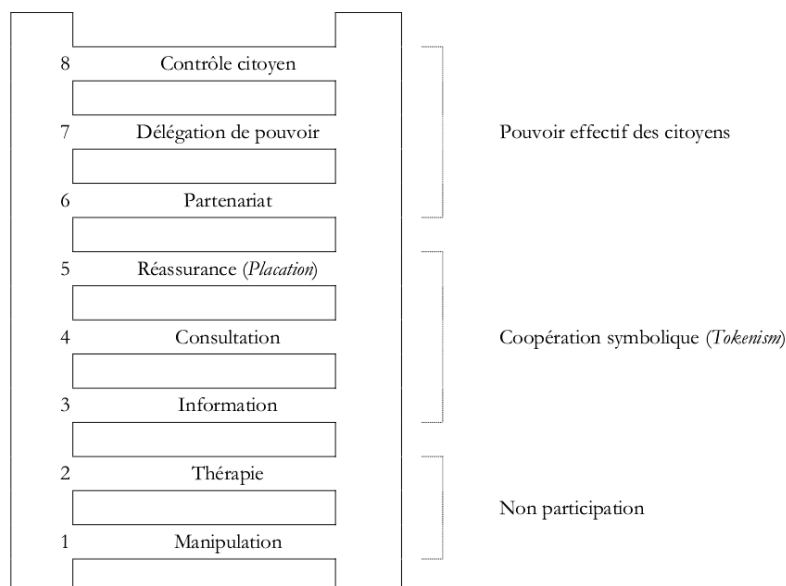 8 Contrôle citoyen
7 Délégation de pouvoir
Pouvoir effectif des citoyens
6 Partenariat
5 Réassurance (Placation)
4 Consultation
Coopération symbolique (Tokenism)
3 Information
2 Thérapie
Non participation
1 Manipulation